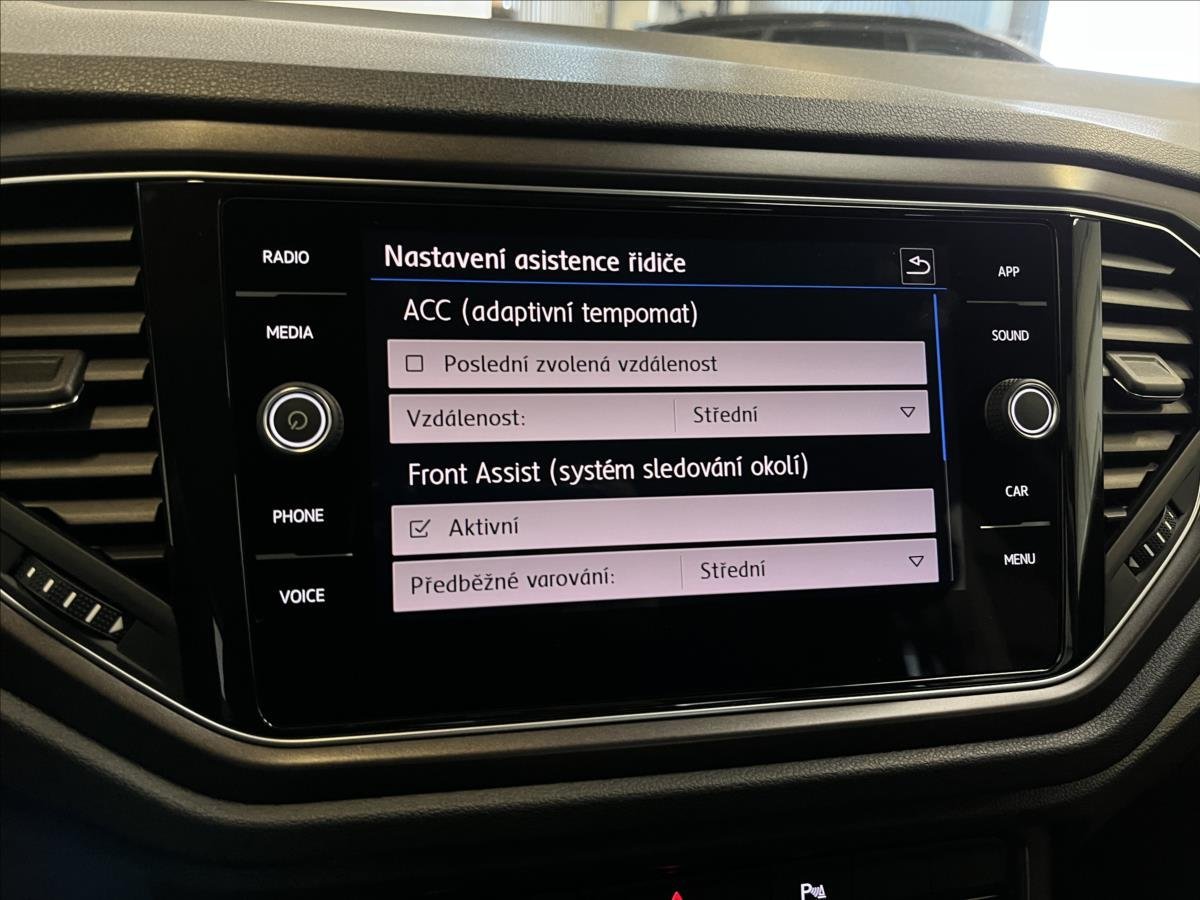 RADIO
MEDIA
PHONE
VOICE
Nastavení asistence řidiče
ACC (adaptivní tempomat)
Poslední zvolená vzdálenost
Vzdálenost: Střední
Front Assist (systém sledování okolí)
Aktivní
Předběžné varování: Střední
APP
SOUND
CAR
MENU
P